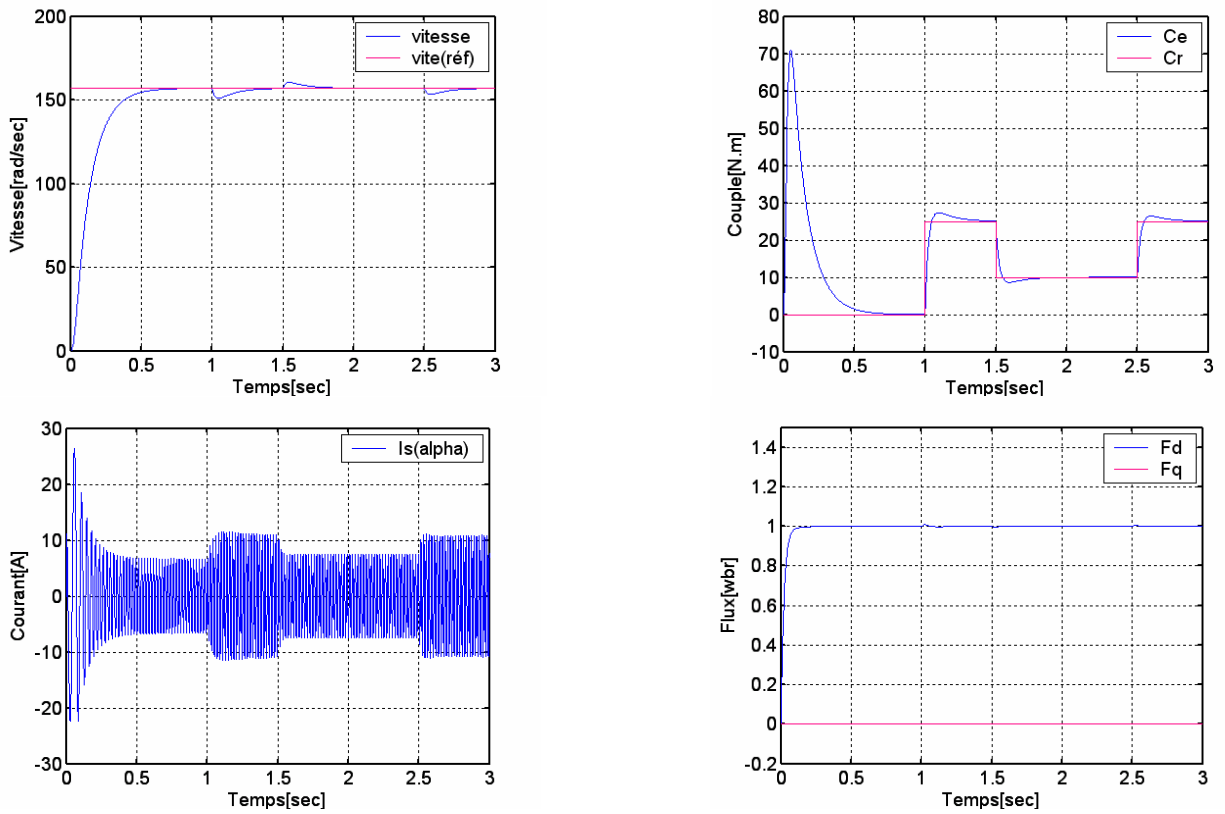 200
150
100
50
0
Vitesse[rad/sec]
vitesse
vite(réf)
0 0.5 1 1.5 2 2.5 3
Temps[sec]
80
70
60
50
40
30
20
10
0
-10
Couple[N.m]
Ce
Cr
0 0.5 1 1.5 2 2.5 3
Temps[sec]
30
20
10
0
-10
-20
-30
Courant[A]
Is(alpha)
0 0.5 1 1.5 2 2.5 3
Temps[sec]
1.4
1.2
1
0.8
0.6
0.4
0.2
0
-0.2
Flux[wbr]
Fd
Fq
0 0.5 1 1.5 2 2.5 3
Temps[sec]